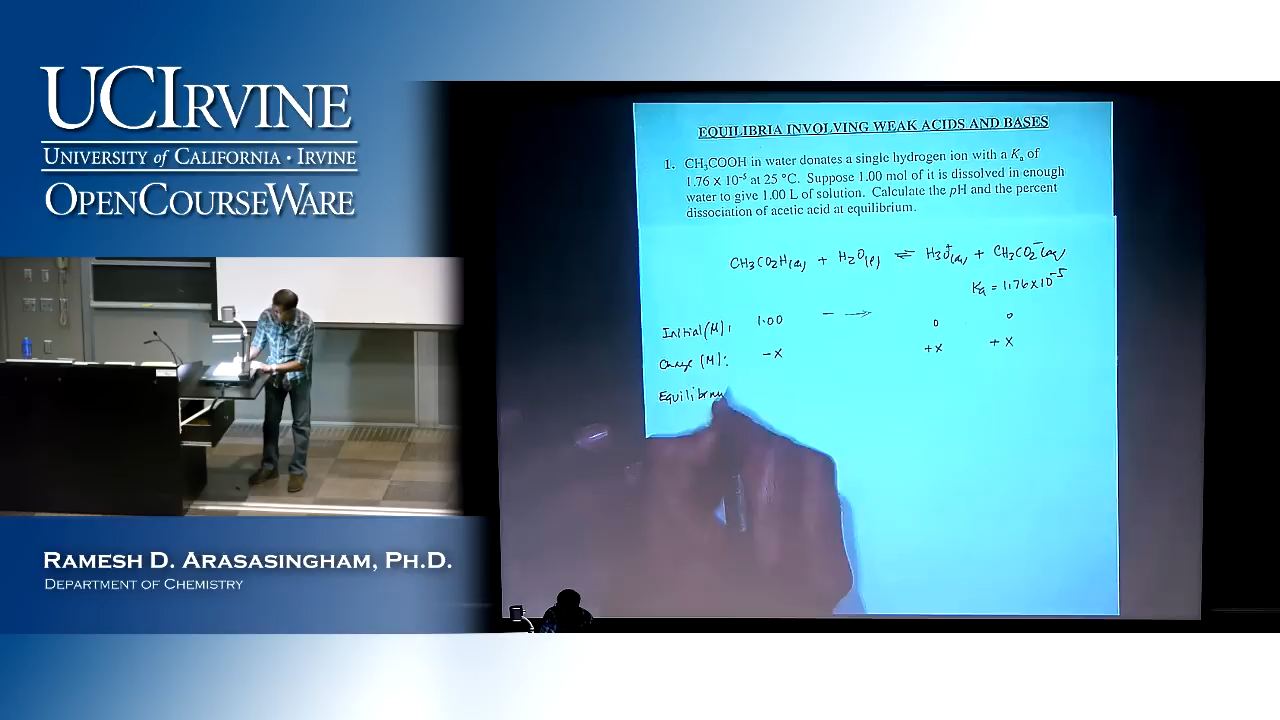 UCIRVINE
UNIVERSITY of CALIFORNIA · IRVINE
OPENCOURSEWARE
RAMESH D. ARASASINGHAM, PH.D.
DEPARTMENT OF CHEMISTRY
EQUILIBRIA INVOLVING WEAK ACIDS AND BASES
1. CH₃COOH in water donates a single hydrogen ion with a Kₐ of
1.76 X 10⁻⁵ at 25 °C. Suppose 1.00 mol of it is dissolved in enough
water to give 1.00 L of solution. Calculate the pH and the percent
dissociation of acetic acid at equilibrium.
CH3CO2H(aq) + H2O(l) ⇌ H3O⁺(aq) + CH3CO2⁻(aq)
Ka = 1.76 x 10⁻⁵
Initial (M): 1.00 – → 0 0
Change (M): -x +x +x
Equilibrium